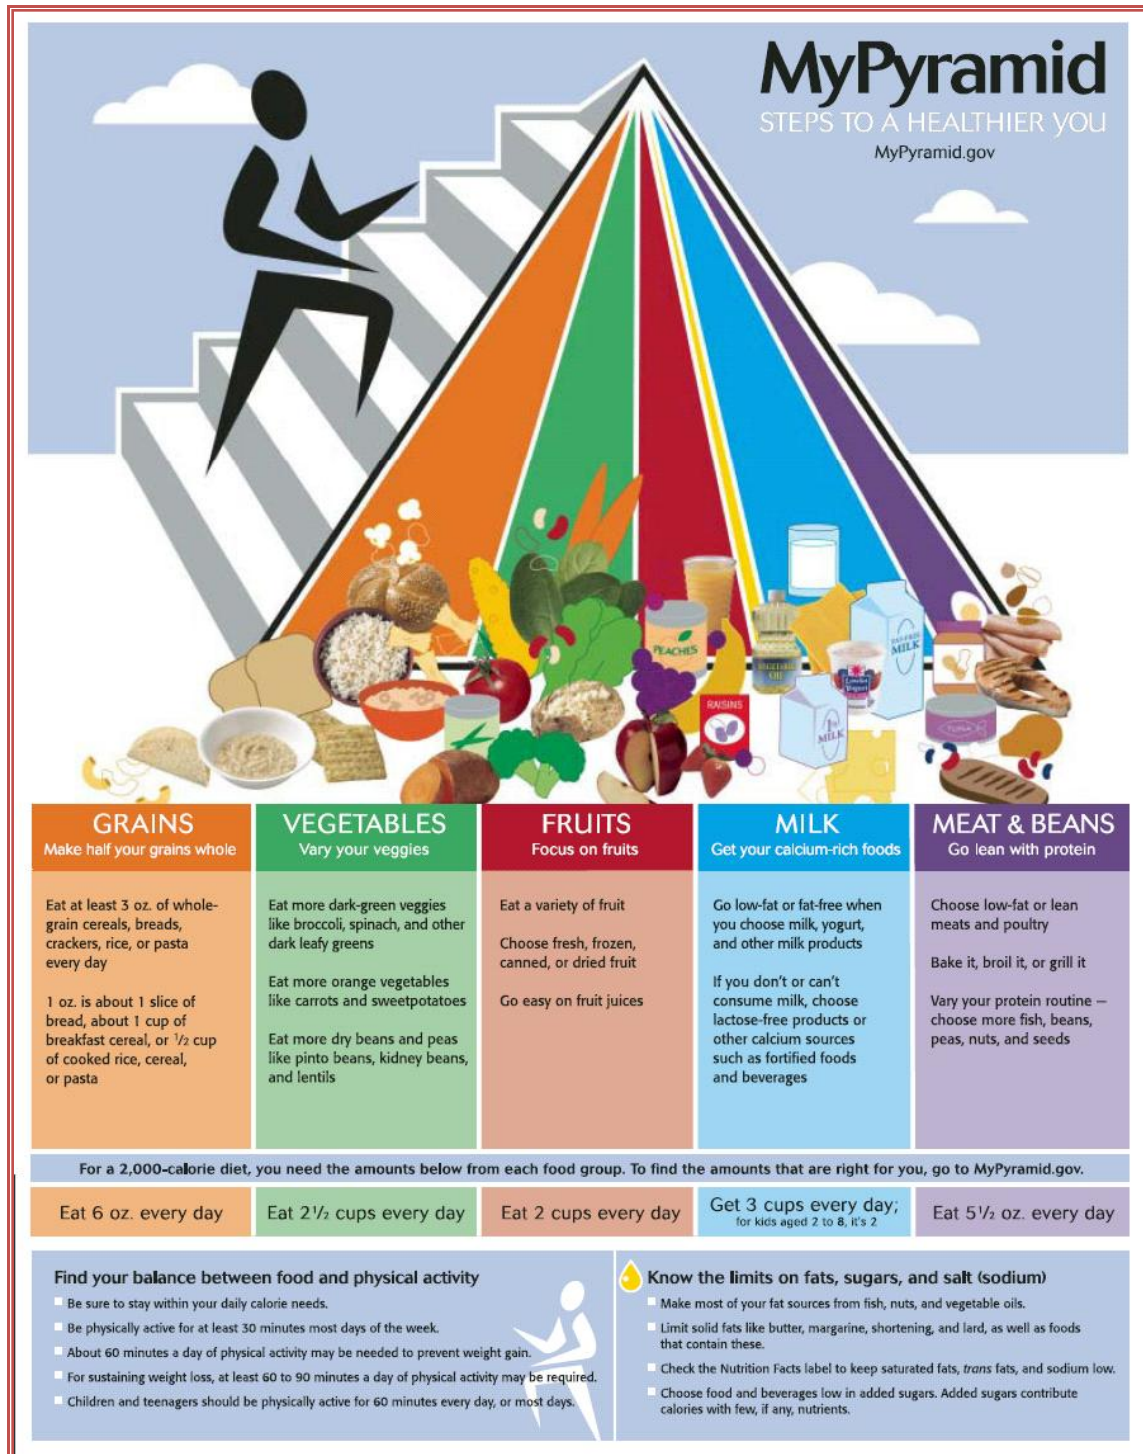 MyPyramid
STEPS TO A HEALTHIER YOU
MyPyramid.gov
PEACHES
VEGETABLE
OIL
RAISINS
FAT-FREE
MILK
Lowfat
Yogurt
1%
MILK
TUNA
GRAINS
Make half your grains whole
Eat at least 3 oz. of whole-
grain cereals, breads,
crackers, rice, or pasta
every day
1 oz. is about 1 slice of
bread, about 1 cup of
breakfast cereal, or 1/2 cup
of cooked rice, cereal,
or pasta
VEGETABLES
Vary your veggies
Eat more dark-green veggies
like broccoli, spinach, and other
dark leafy greens
Eat more orange vegetables
like carrots and sweetpotatoes
Eat more dry beans and peas
like pinto beans, kidney beans,
and lentils
FRUITS
Focus on fruits
Eat a variety of fruit
Choose fresh, frozen,
canned, or dried fruit
Go easy on fruit juices
MILK
Get your calcium-rich foods
Go low-fat or fat-free when
you choose milk, yogurt,
and other milk products
If you don't or can't
consume milk, choose
lactose-free products or
other calcium sources
such as fortified foods
and beverages
MEAT & BEANS
Go lean with protein
Choose low-fat or lean
meats and poultry
Bake it, broil it, or grill it
Vary your protein routine —
choose more fish, beans,
peas, nuts, and seeds
For a 2,000-calorie diet, you need the amounts below from each food group. To find the amounts that are right for you, go to MyPyramid.gov.
Eat 6 oz. every day
Eat 2 1/2 cups every day
Eat 2 cups every day
Get 3 cups every day;
for kids aged 2 to 8, it's 2
Eat 5 1/2 oz. every day
Find your balance between food and physical activity
Be sure to stay within your daily calorie needs.
Be physically active for at least 30 minutes most days of the week.
About 60 minutes a day of physical activity may be needed to prevent weight gain.
For sustaining weight loss, at least 60 to 90 minutes a day of physical activity may be required.
Children and teenagers should be physically active for 60 minutes every day, or most days.
Know the limits on fats, sugars, and salt (sodium)
Make most of your fat sources from fish, nuts, and vegetable oils.
Limit solid fats like butter, margarine, shortening, and lard, as well as foods
that contain these.
Check the Nutrition Facts label to keep saturated fats, trans fats, and sodium low.
Choose food and beverages low in added sugars. Added sugars contribute
calories with few, if any, nutrients.